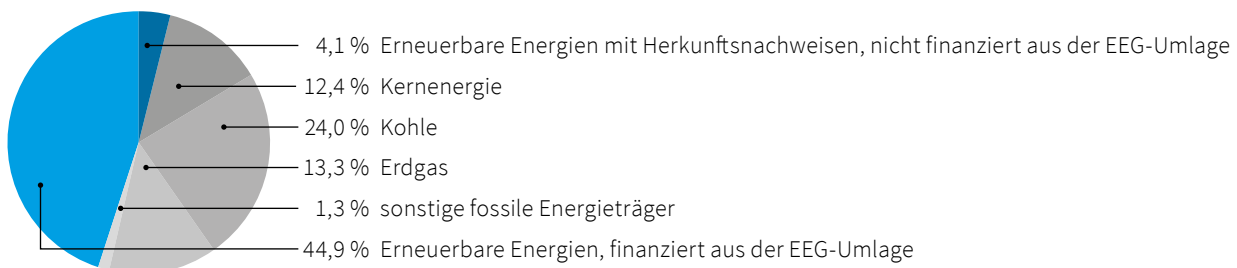 4,1 % Erneuerbare Energien mit Herkunftsnachweisen, nicht finanziert aus der EEG-Umlage
12,4 % Kernenergie
24,0 % Kohle
13,3 % Erdgas
1,3 % sonstige fossile Energieträger
44,9 % Erneuerbare Energien, finanziert aus der EEG-Umlage